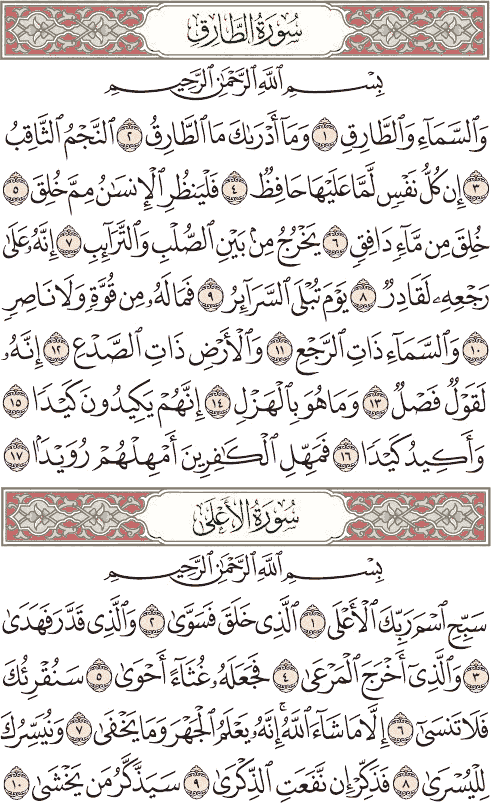 سُورَةُ الطَّارِقِ
بِسْمِ ٱللَّهِ ٱلرَّحْمَٰنِ ٱلرَّحِيمِ
وَٱلسَّمَآءِ وَٱلطَّارِقِ ١ وَمَآ أَدْرَىٰكَ مَا ٱلطَّارِقُ ٢ ٱلنَّجْمُ ٱلثَّاقِبُ
٣ إِن كُلُّ نَفْسٍ لَّمَّا عَلَيْهَا حَافِظٌ ٤ فَلْيَنظُرِ ٱلْإِنسَٰنُ مِمَّ خُلِقَ ٥
خُلِقَ مِن مَّآءٍ دَافِقٍ ٦ يَخْرُجُ مِنۢ بَيْنِ ٱلصُّلْبِ وَٱلتَّرَآئِبِ ٧ إِنَّهُۥ عَلَىٰ
رَجْعِهِۦ لَقَادِرٌ ٨ يَوْمَ تُبْلَى ٱلسَّرَآئِرُ ٩ فَمَا لَهُۥ مِن قُوَّةٍ وَلَا نَاصِرٍ
١٠ وَٱلسَّمَآءِ ذَاتِ ٱلرَّجْعِ ١١ وَٱلْأَرْضِ ذَاتِ ٱلصَّدْعِ ١٢ إِنَّهُۥ
لَقَوْلٌ فَصْلٌ ١٣ وَمَا هُوَ بِٱلْهَزْلِ ١٤ إِنَّهُمْ يَكِيدُونَ كَيْدًا ١٥
وَأَكِيدُ كَيْدًا ١٦ فَمَهِّلِ ٱلْكَٰفِرِينَ أَمْهِلْهُمْ رُوَيْدًۢا ١٧
سُورَةُ الأَعْلَى
بِسْمِ ٱللَّهِ ٱلرَّحْمَٰنِ ٱلرَّحِيمِ
سَبِّحِ ٱسْمَ رَبِّكَ ٱلْأَعْلَى ١ ٱلَّذِى خَلَقَ فَسَوَّىٰ ٢ وَٱلَّذِى قَدَّرَ فَهَدَىٰ
٣ وَٱلَّذِىٓ أَخْرَجَ ٱلْمَرْعَىٰ ٤ فَجَعَلَهُۥ غُثَآءً أَحْوَىٰ ٥ سَنُقْرِئُكَ
فَلَا تَنسَىٰٓ ٦ إِلَّا مَا شَآءَ ٱللَّهُ ۚ إِنَّهُۥ يَعْلَمُ ٱلْجَهْرَ وَمَا يَخْفَىٰ ٧ وَنُيَسِّرُكَ
لِلْيُسْرَىٰ ٨ فَذَكِّرْ إِن نَّفَعَتِ ٱلذِّكْرَىٰ ٩ سَيَذَّكَّرُ مَن يَخْشَىٰ ١٠